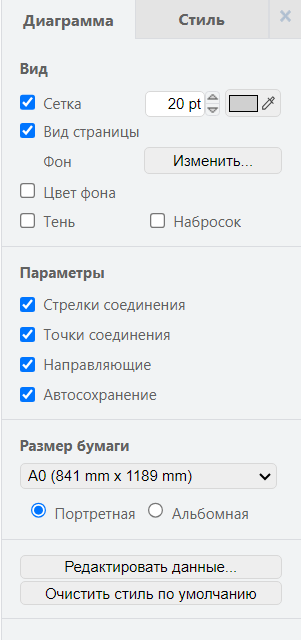 Диаграмма Стиль ×
Вид
Сетка 20 pt
Вид страницы
Фон Изменить...
Цвет фона
Тень Набросок
Параметры
Стрелки соединения
Точки соединения
Направляющие
Автосохранение
Размер бумаги
A0 (841 mm x 1189 mm)
Портретная Альбомная
Редактировать данные...
Очистить стиль по умолчанию